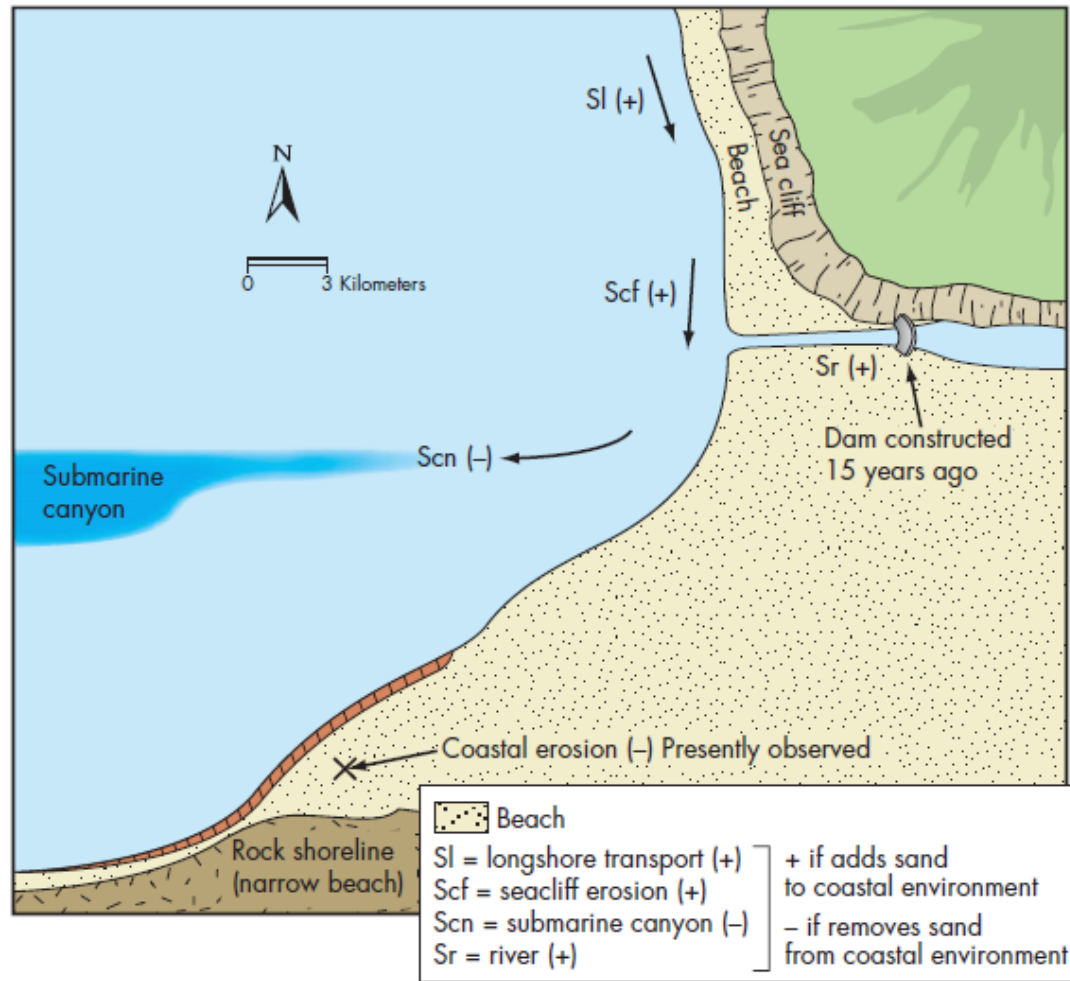 Sl (+)
Beach
Sea cliff
N
0 3 Kilometers
Scf (+)
Sr (+)
Dam constructed
15 years ago
Scn (–)
Submarine
canyon
Coastal erosion (–) Presently observed
Rock shoreline
(narrow beach)
Beach
Sl = longshore transport (+)
Scf = seacliff erosion (+)
Scn = submarine canyon (–)
Sr = river (+)
+ if adds sand
to coastal environment
– if removes sand
from coastal environment